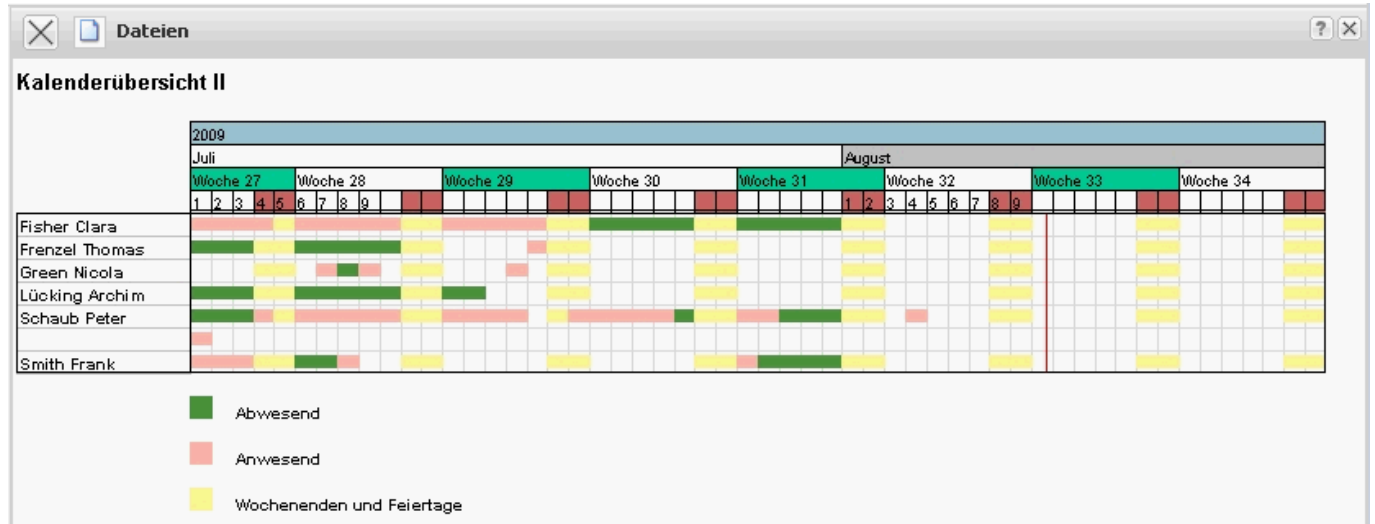 Dateien
?
Kalenderübersicht II
2009
Juli August
Woche 27 Woche 28 Woche 29 Woche 30 Woche 31 Woche 32 Woche 33 Woche 34
1 2 3 4 5 6 7 8 9 1 2 3 4 5 6 7 8 9
Fisher Clara
Frenzel Thomas
Green Nicola
Lücking Archim
Schaub Peter
Smith Frank
Abwesend
Anwesend
Wochenenden und Feiertage